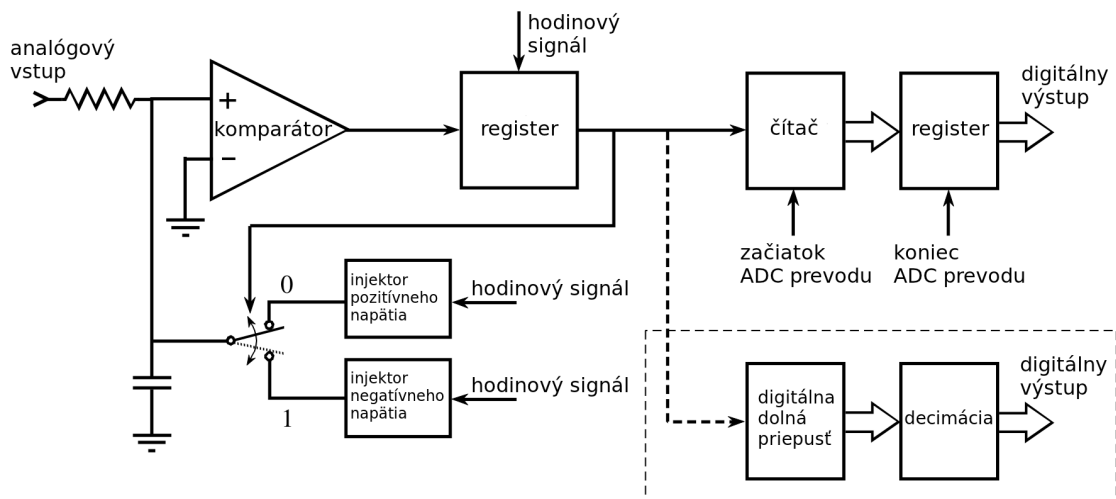 analógový
vstup
+
komparátor
−
hodinový
signál
register
čítač
register
digitálny
výstup
začiatok
ADC prevodu
koniec
ADC prevodu
0
injektor
pozitívneho
napätia
hodinový signál
injektor
negatívneho
napätia
hodinový signál
1
digitálna
dolná
priepusť
decimácia
digitálny
výstup